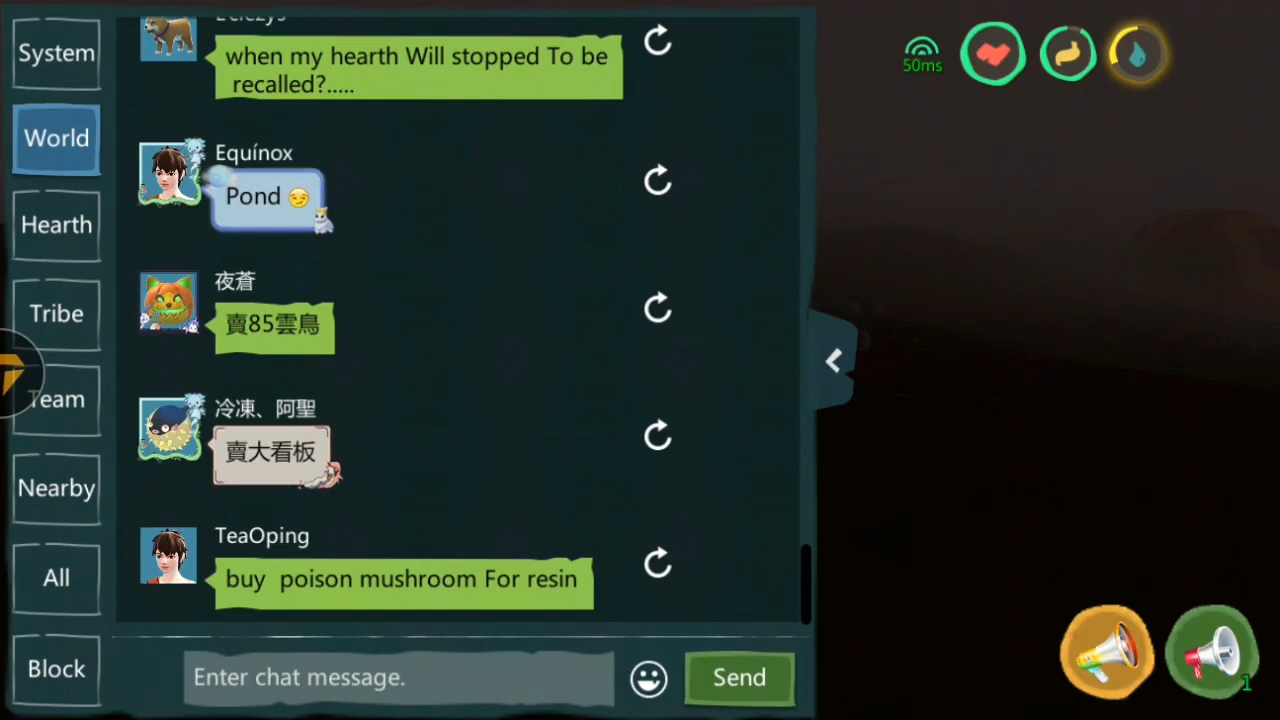 System
World
Hearth
Tribe
Team
Nearby
All
Block
when my hearth Will stopped To be
recalled?.....
Equínox
Pond 😏
夜蒼
賣85雲鳥
冷凍、阿聖
賣大看板
TeaOping
buy  poison mushroom For resin
Enter chat message.
Send
50ms
1